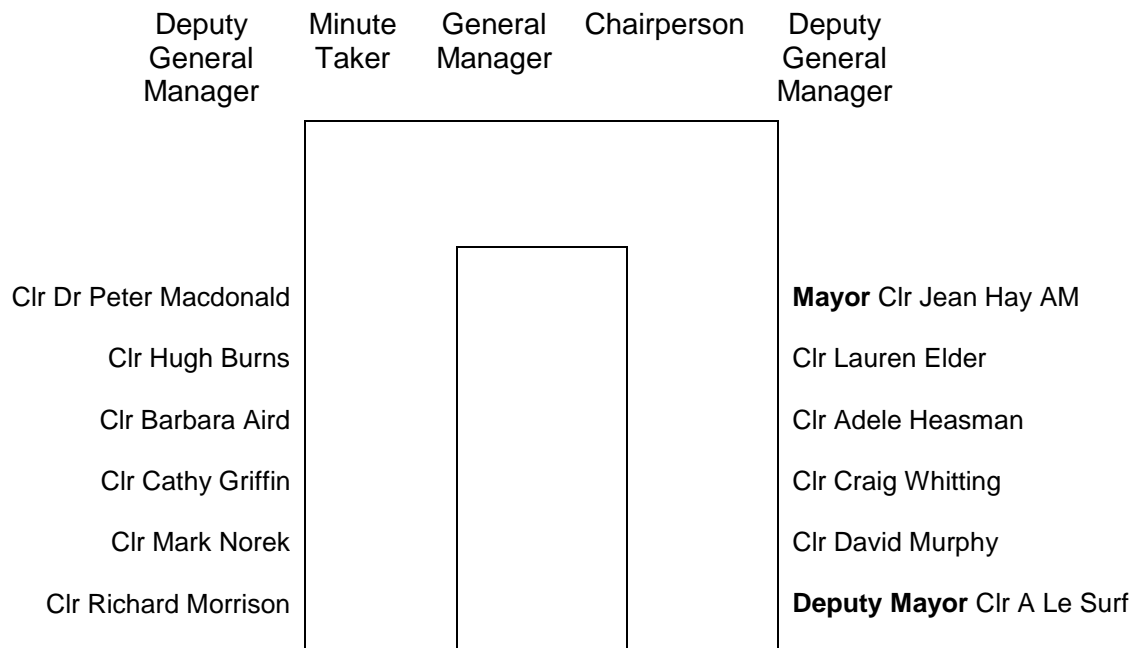 Deputy General Manager
Minute Taker
General Manager
Chairperson
Deputy General Manager
Clr Dr Peter Macdonald
Mayor Clr Jean Hay AM
Clr Hugh Burns
Clr Lauren Elder
Clr Barbara Aird
Clr Adele Heasman
Clr Cathy Griffin
Clr Craig Whitting
Clr Mark Norek
Clr David Murphy
Clr Richard Morrison
Deputy Mayor Clr A Le Surf